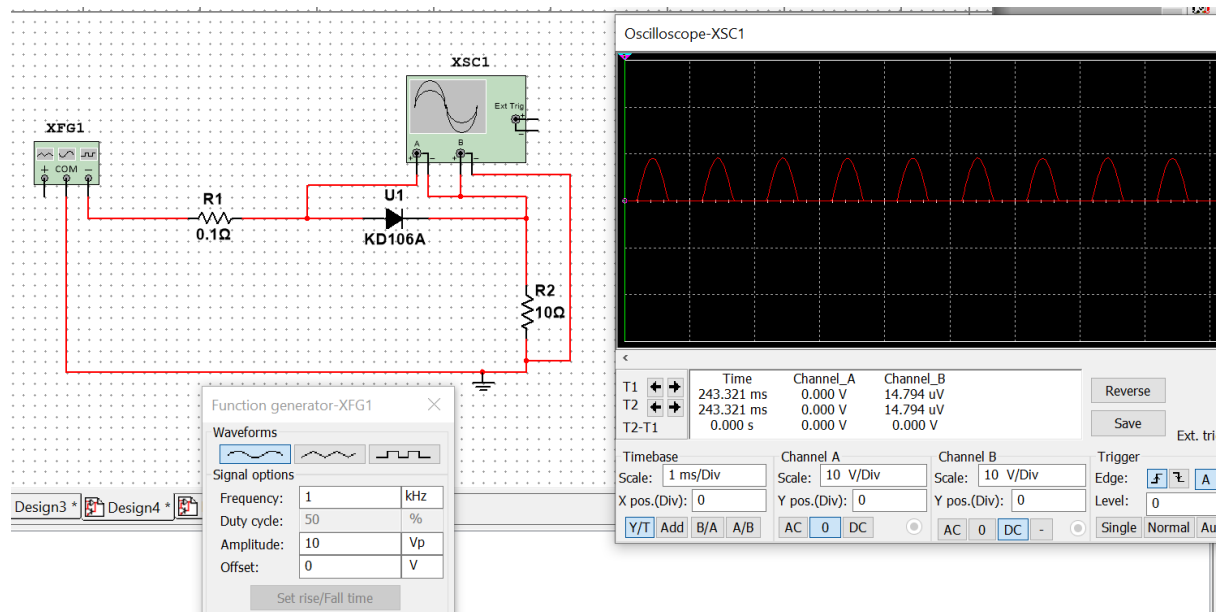 XSC1
Ext Trig
+
-
A
B
+ - + -
XFG1
+ COM -
R1
0.1Ω
U1
KD106A
R2
10Ω
Function generator-XFG1
Waveforms
Signal options
Frequency: 1 kHz
Duty cycle: 50 %
Amplitude: 10 Vp
Offset: 0 V
Set rise/Fall time
Design3 * Design4 *
Oscilloscope-XSC1
Time Channel_A Channel_B
T1 243.321 ms 0.000 V 14.794 uV
T2 243.321 ms 0.000 V 14.794 uV
T2-T1 0.000 s 0.000 V 0.000 V
Reverse
Save
Ext. tri
Timebase
Scale: 1 ms/Div
X pos.(Div): 0
Y/T Add B/A A/B
Channel A
Scale: 10 V/Div
Y pos.(Div): 0
AC 0 DC
Channel B
Scale: 10 V/Div
Y pos.(Div): 0
AC 0 DC -
Trigger
Edge: A
Level: 0
Single Normal Au